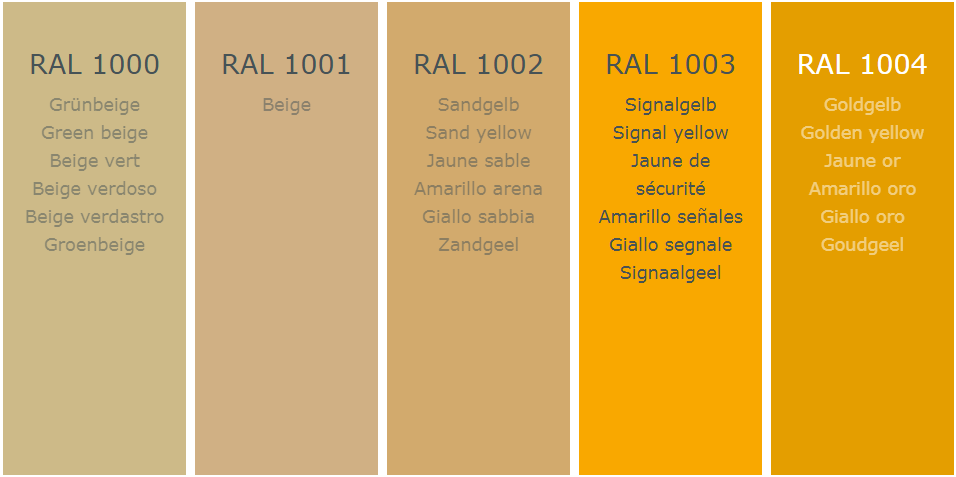 RAL 1000
Grünbeige
Green beige
Beige vert
Beige verdoso
Beige verdastro
Groenbeige
RAL 1001
Beige
RAL 1002
Sandgelb
Sand yellow
Jaune sable
Amarillo arena
Giallo sabbia
Zandgeel
RAL 1003
Signalgelb
Signal yellow
Jaune de
sécurité
Amarillo señales
Giallo segnale
Signaalgeel
RAL 1004
Goldgelb
Golden yellow
Jaune or
Amarillo oro
Giallo oro
Goudgeel